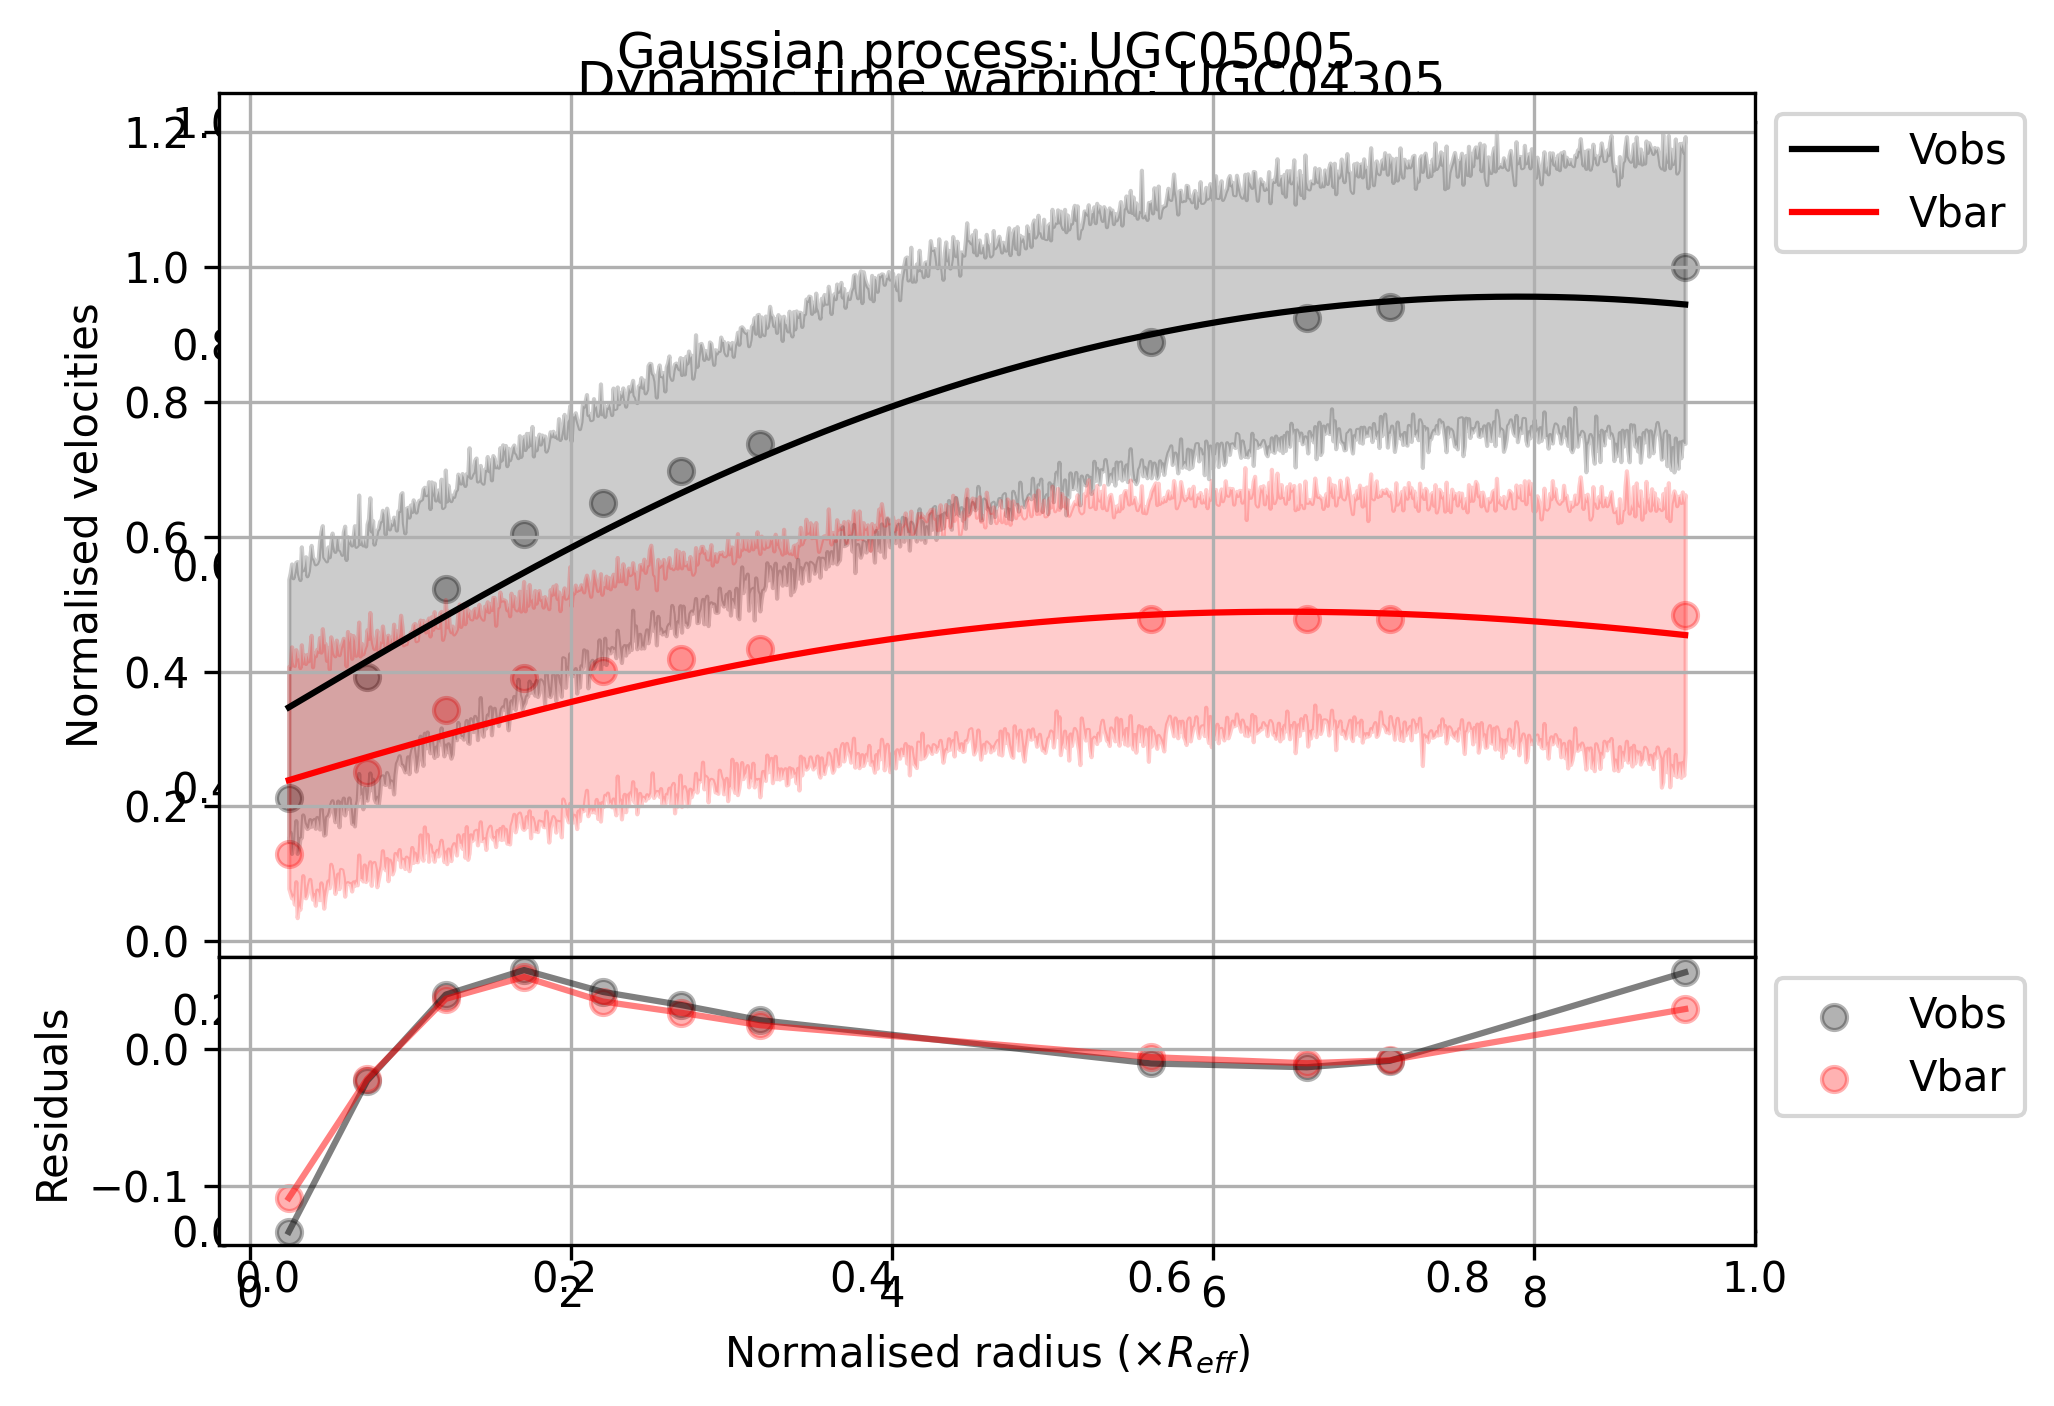 Gaussian process: UGC05005
Dynamic time warping: UGC04305
1.2
1.0
0.8
0.6
0.4
0.2
0.0
Normalised velocities
Vobs
Vbar
0.0
−0.1
Residuals
Vobs
Vbar
0.0 0.2 0.4 0.6 0.8 1.0
0 2 4 6 8
Normalised radius (×R_eff)